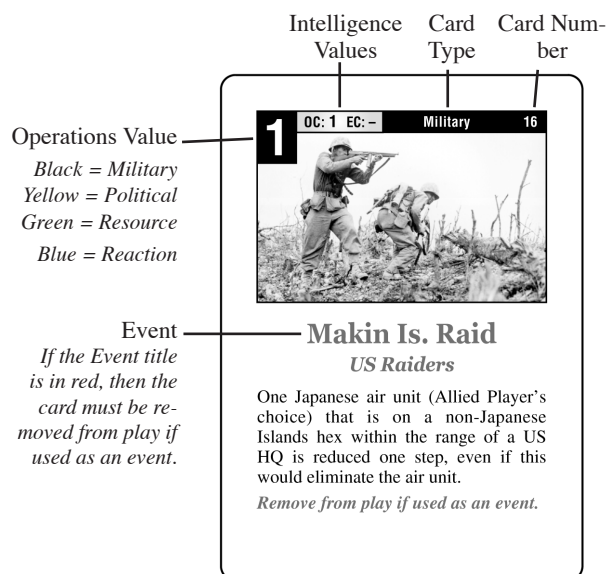 Intelligence Values
Card Type
Card Num-
ber
1
OC: 1 EC: –
Military
16
Operations Value
Black = Military
Yellow = Political
Green = Resource
Blue = Reaction
Event
If the Event title
is in red, then the
card must be re-
moved from play if
used as an event.
Makin Is. Raid
US Raiders
One Japanese air unit (Allied Player's
choice) that is on a non-Japanese
Islands hex within the range of a US
HQ is reduced one step, even if this
would eliminate the air unit.
Remove from play if used as an event.